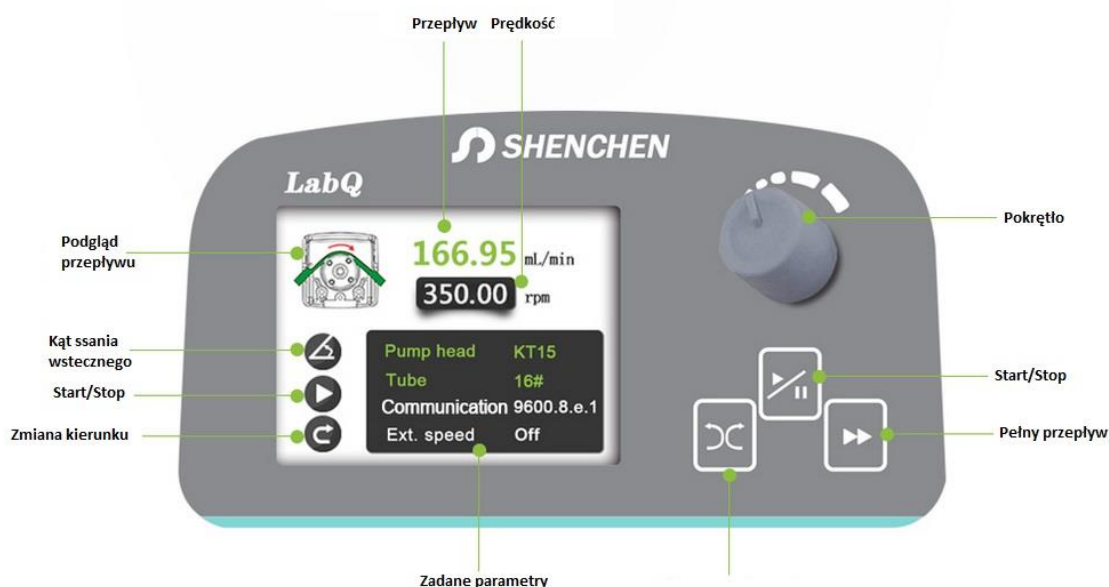 Przepływ Prędkość
SHENCHEN
LabQ
Podgląd
przepływu
166.95 mL/min
350.00 rpm
Pokrętło
Kąt ssania
wstecznego
Start/Stop
Zmiana kierunku
Pump head KT15
Tube 16#
Communication 9600.8.e.1
Ext. speed Off
Start/Stop
Pełny przepływ
Zadane parametry